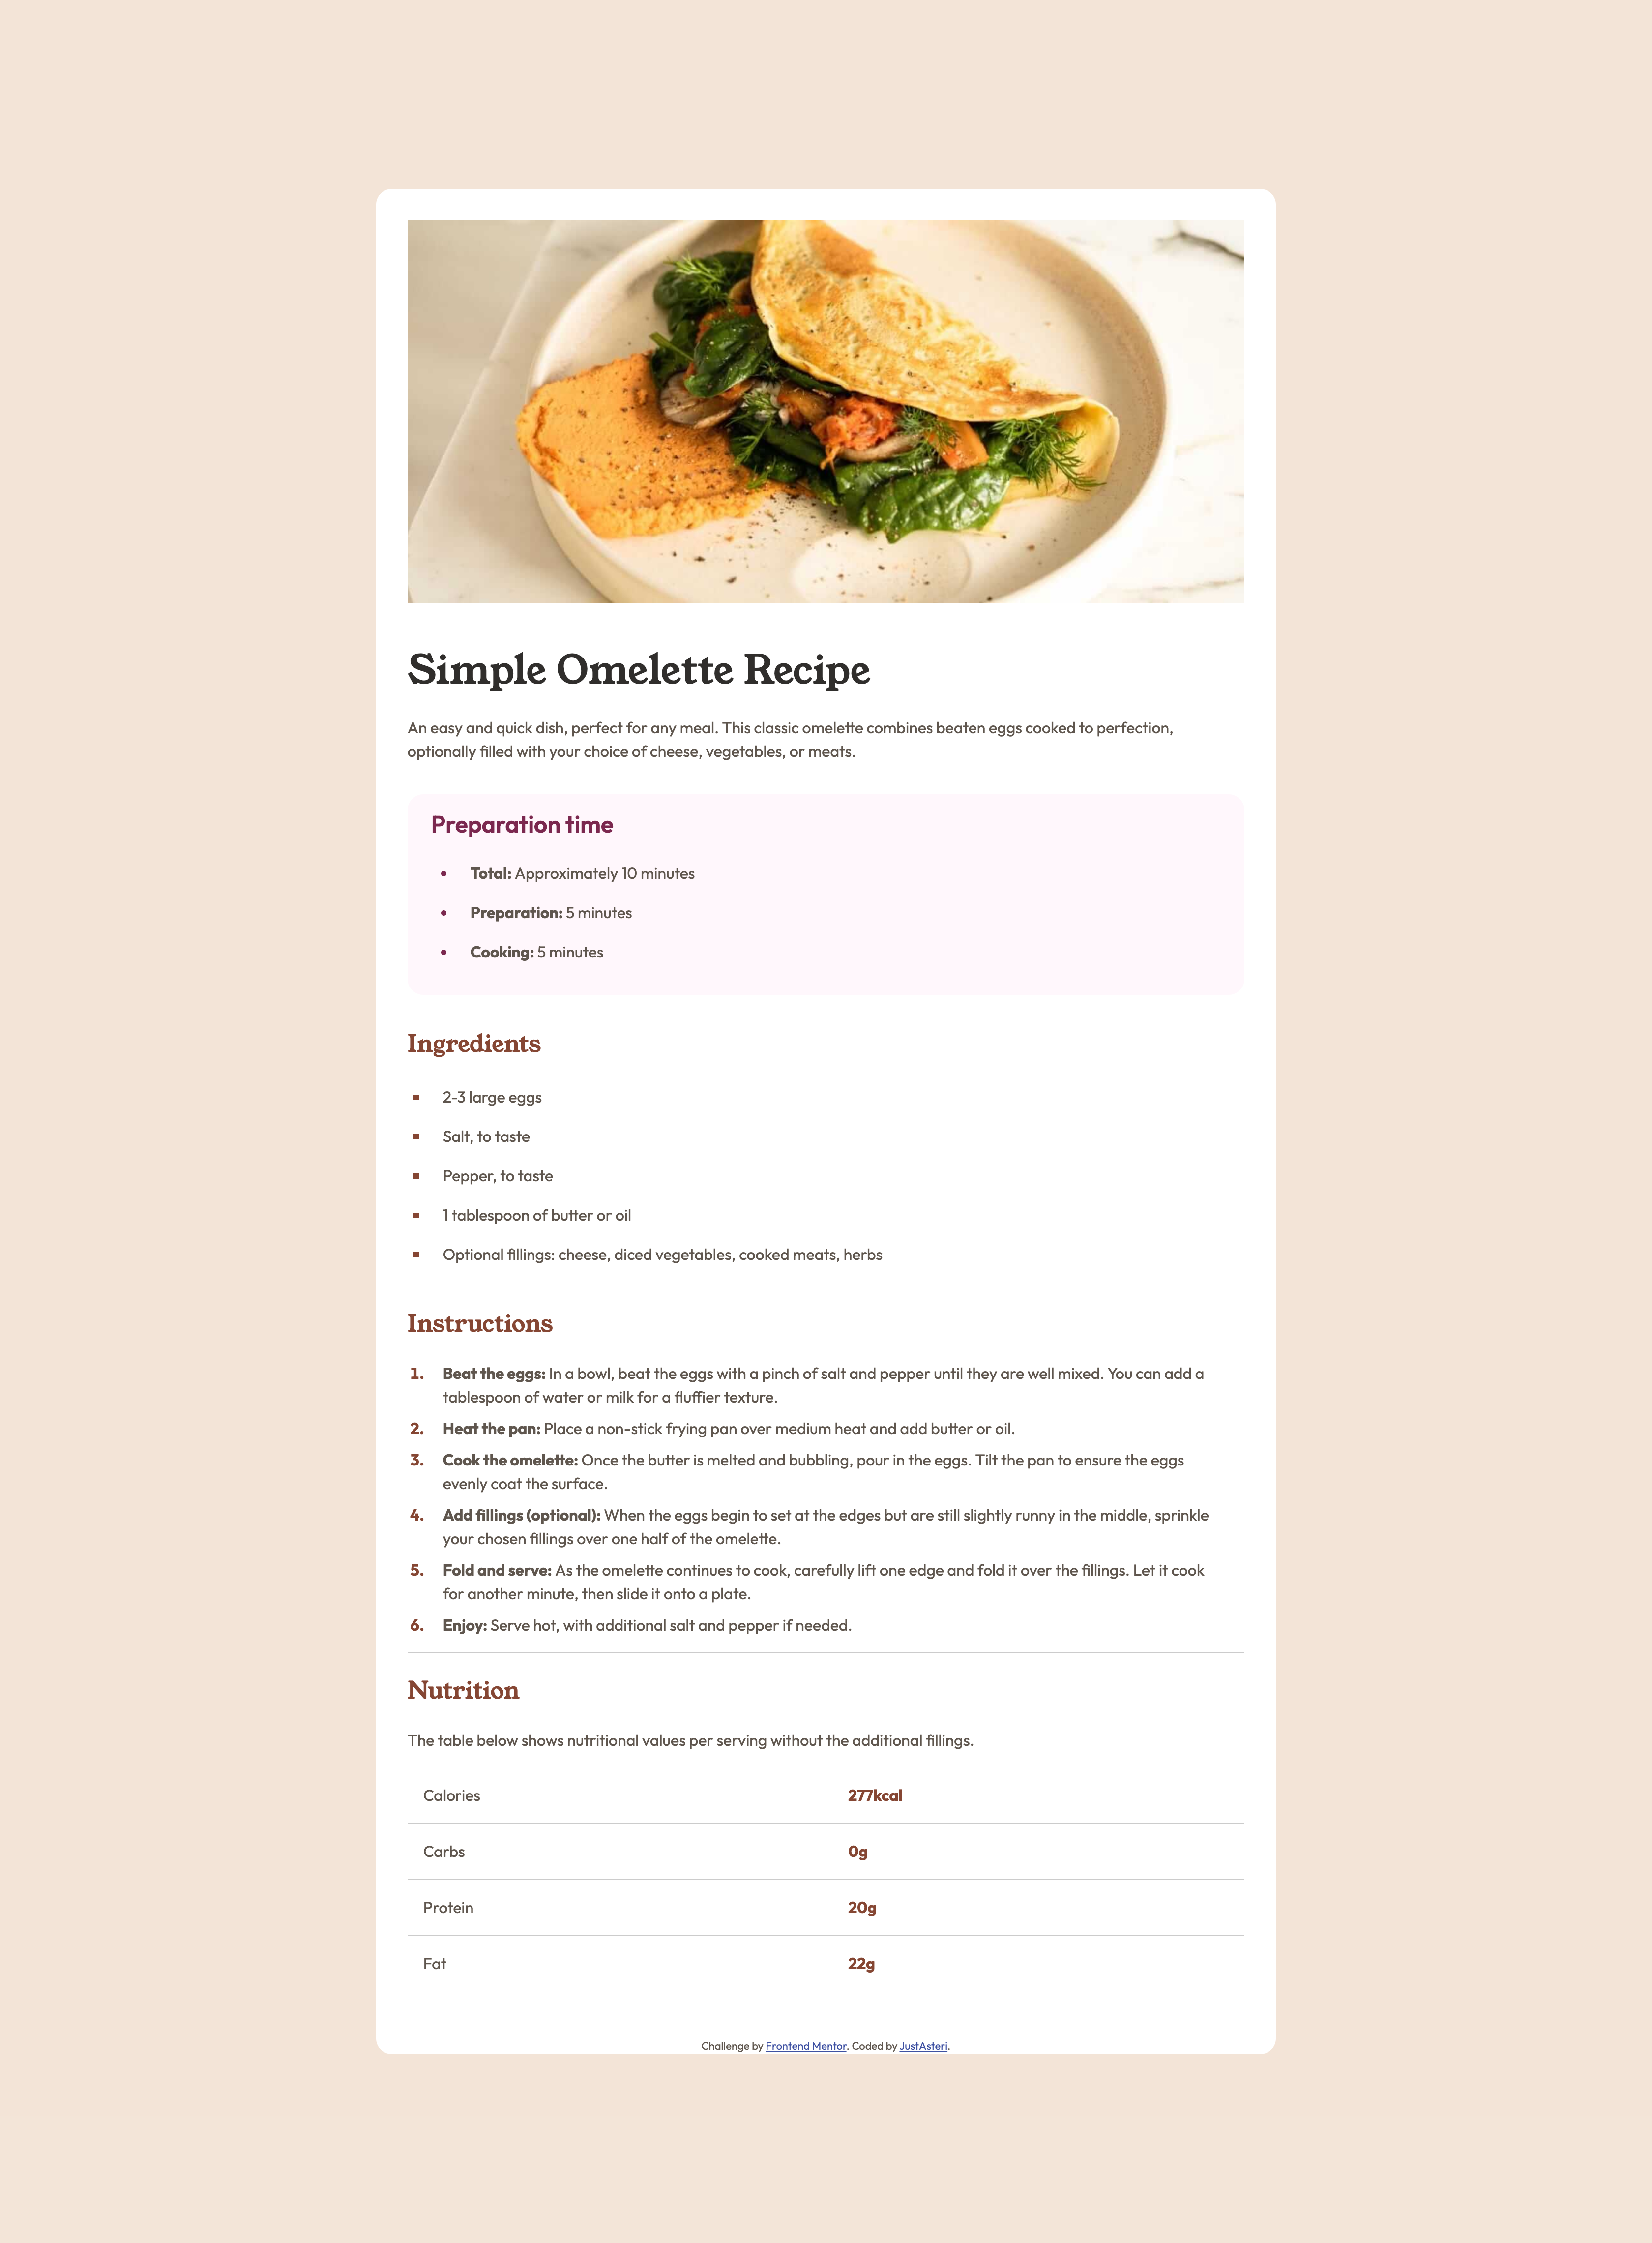 Simple Omelette Recipe
An easy and quick dish, perfect for any meal. This classic omelette combines beaten eggs cooked to perfection,
optionally filled with your choice of cheese, vegetables, or meats.
Preparation time
• Total: Approximately 10 minutes
• Preparation: 5 minutes
• Cooking: 5 minutes
Ingredients
▪ 2-3 large eggs
▪ Salt, to taste
▪ Pepper, to taste
▪ 1 tablespoon of butter or oil
▪ Optional fillings: cheese, diced vegetables, cooked meats, herbs
Instructions
1. Beat the eggs: In a bowl, beat the eggs with a pinch of salt and pepper until they are well mixed. You can add a
tablespoon of water or milk for a fluffier texture.
2. Heat the pan: Place a non-stick frying pan over medium heat and add butter or oil.
3. Cook the omelette: Once the butter is melted and bubbling, pour in the eggs. Tilt the pan to ensure the eggs
evenly coat the surface.
4. Add fillings (optional): When the eggs begin to set at the edges but are still slightly runny in the middle, sprinkle
your chosen fillings over one half of the omelette.
5. Fold and serve: As the omelette continues to cook, carefully lift one edge and fold it over the fillings. Let it cook
for another minute, then slide it onto a plate.
6. Enjoy: Serve hot, with additional salt and pepper if needed.
Nutrition
The table below shows nutritional values per serving without the additional fillings.
Calories 277kcal
Carbs 0g
Protein 20g
Fat 22g
Challenge by Frontend Mentor. Coded by JustAsteri.